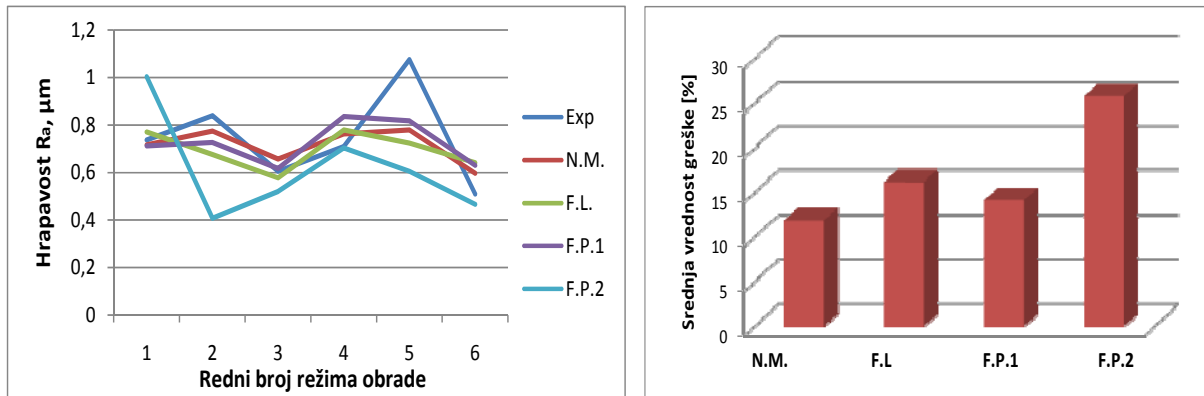 Hrapavost Ra, µm
1,2
1
0,8
0,6
0,4
0,2
0
1 2 3 4 5 6
Redni broj režima obrade
Exp
N.M.
F.L.
F.P.1
F.P.2
Srednja vrednost greške [%]
30
25
20
15
10
5
0
N.M. F.L F.P.1 F.P.2